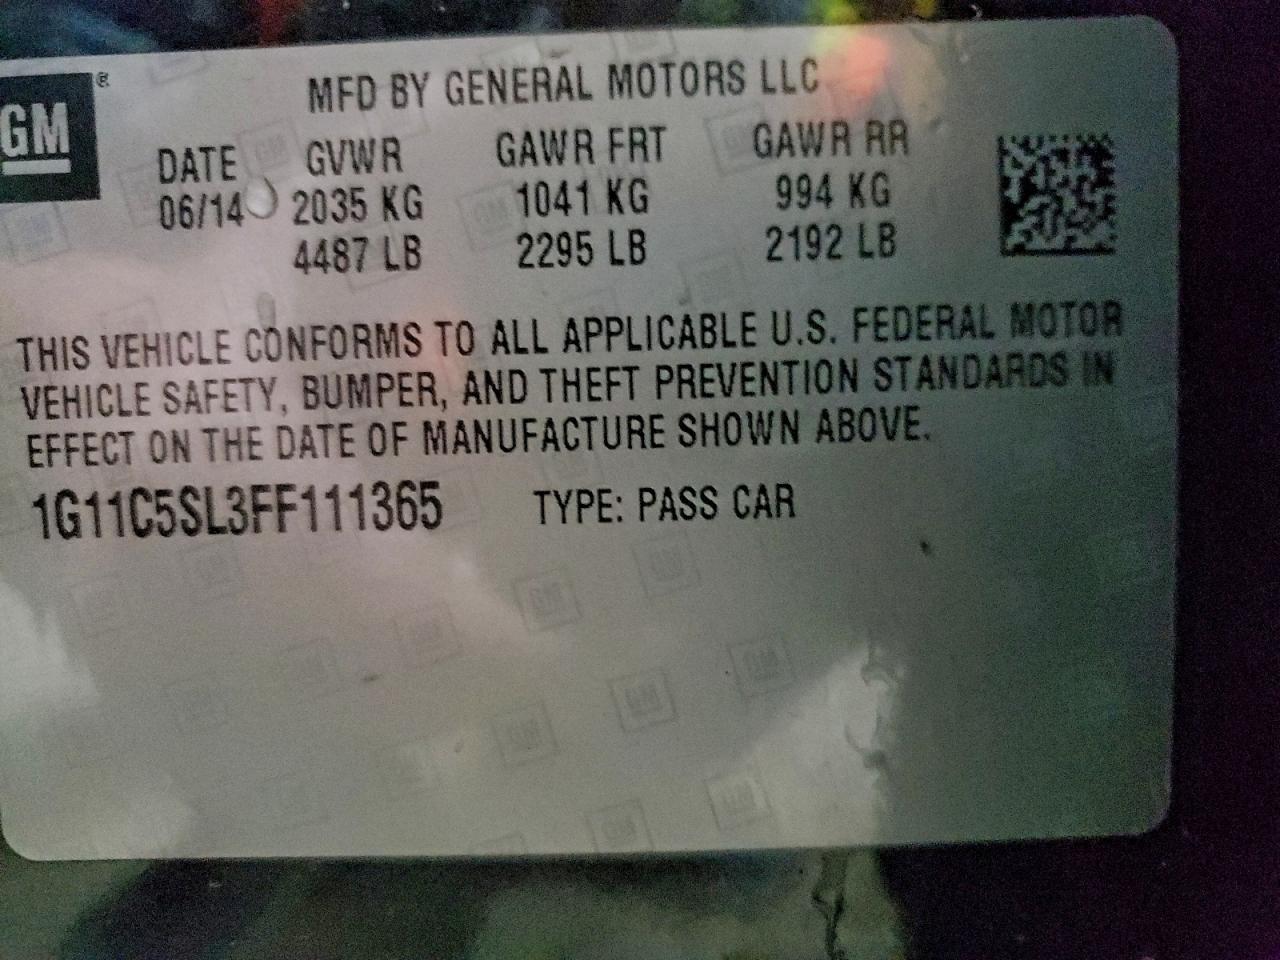 GM®
MFD BY GENERAL MOTORS LLC
DATE GVWR GAWR FRT GAWR RR
06/14 2035 KG 1041 KG 994 KG
4487 LB 2295 LB 2192 LB
THIS VEHICLE CONFORMS TO ALL APPLICABLE U.S. FEDERAL MOTOR
VEHICLE SAFETY, BUMPER, AND THEFT PREVENTION STANDARDS IN
EFFECT ON THE DATE OF MANUFACTURE SHOWN ABOVE.
1G11C5SL3FF111365 TYPE: PASS CAR